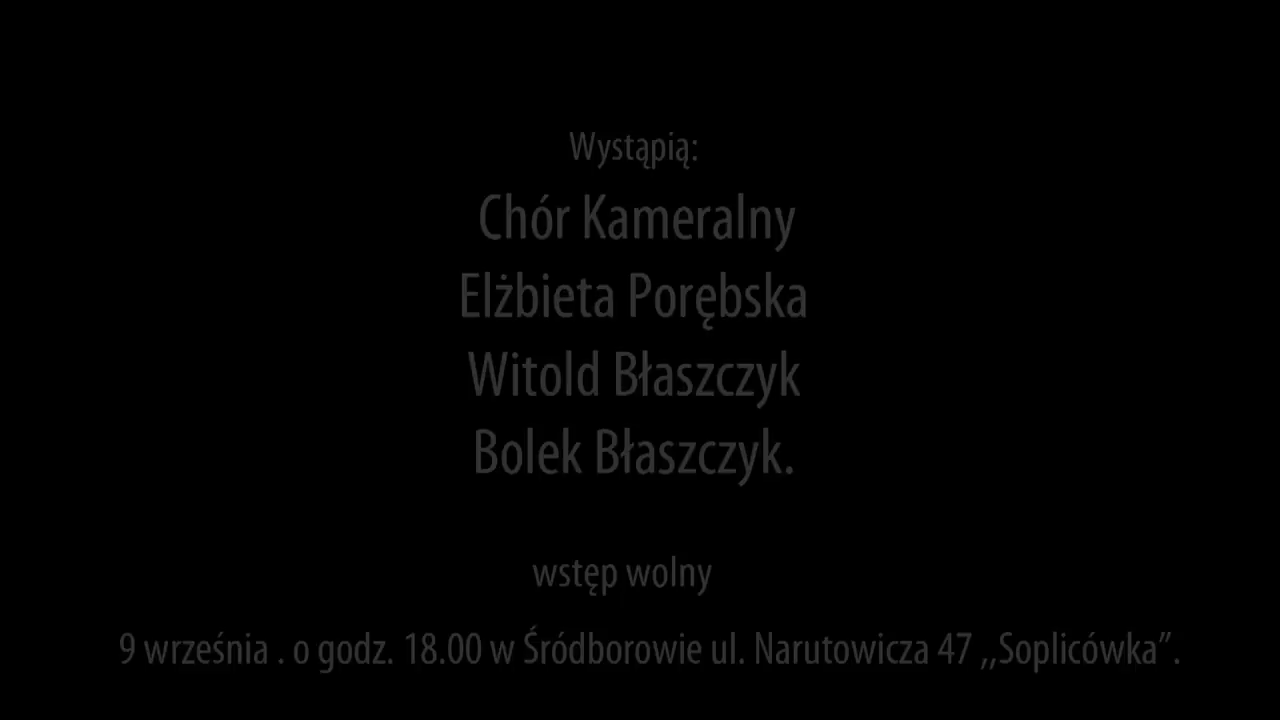 Wystąpią:
Chór Kameralny
Elżbieta Porębska
Witold Błaszczyk
Bolek Błaszczyk.
wstęp wolny
9 września . o godz. 18.00 w Śródborowie ul. Narutowicza 47 ,,Soplicówka”.